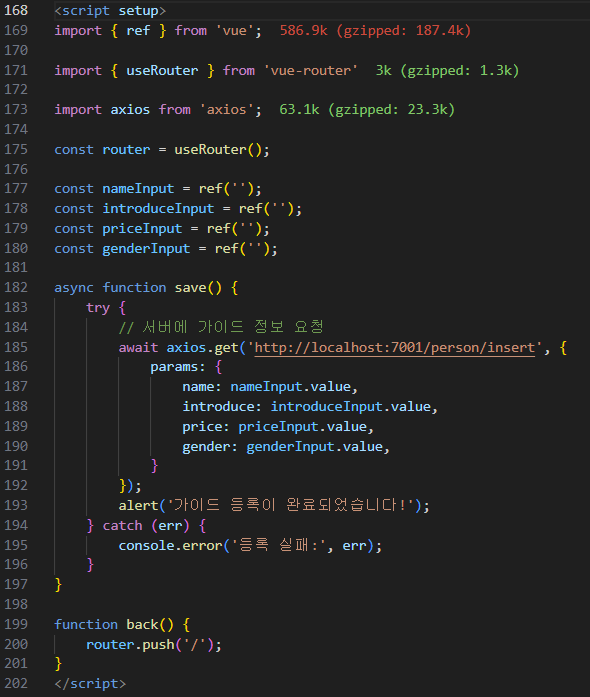 168 <script setup>
169 import { ref } from 'vue';  586.9k (gzipped: 187.4k)
170
171 import { useRouter } from 'vue-router'  3k (gzipped: 1.3k)
172
173 import axios from 'axios';  63.1k (gzipped: 23.3k)
174
175 const router = useRouter();
176
177 const nameInput = ref('');
178 const introduceInput = ref('');
179 const priceInput = ref('');
180 const genderInput = ref('');
181
182 async function save() {
183     try {
184         // 서버에 가이드 정보 요청
185         await axios.get('http://localhost:7001/person/insert', {
186             params: {
187                 name: nameInput.value,
188                 introduce: introduceInput.value,
189                 price: priceInput.value,
190                 gender: genderInput.value,
191             }
192         });
193         alert('가이드 등록이 완료되었습니다!');
194     } catch (err) {
195         console.error('등록 실패:', err);
196     }
197 }
198
199 function back() {
200     router.push('/');
201 }
202 </script>